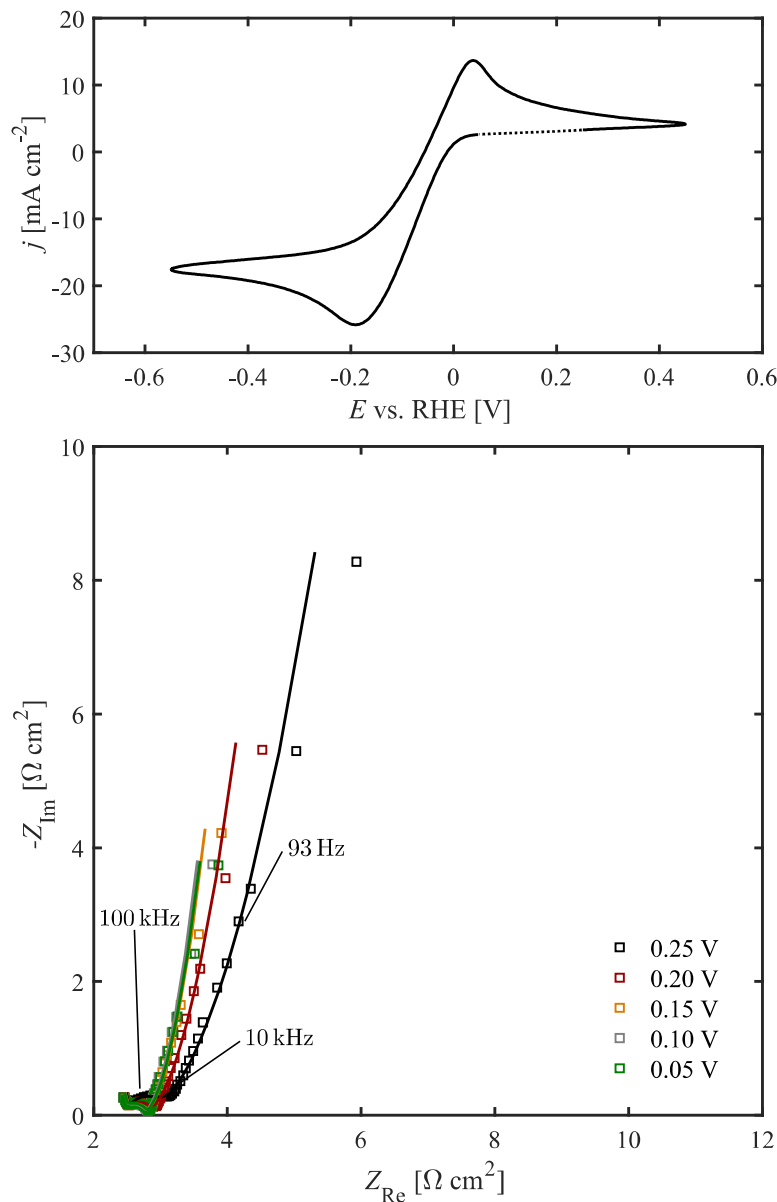 20
10
0
-10
-20
-30
j [mA cm-2]
-0.6 -0.4 -0.2 0 0.2 0.4 0.6
E vs. RHE [V]
10
8
6
4
2
0
-ZIm [Ω cm2]
93 Hz
100 kHz
10 kHz
0.25 V
0.20 V
0.15 V
0.10 V
0.05 V
2 4 6 8 10 12
ZRe [Ω cm2]